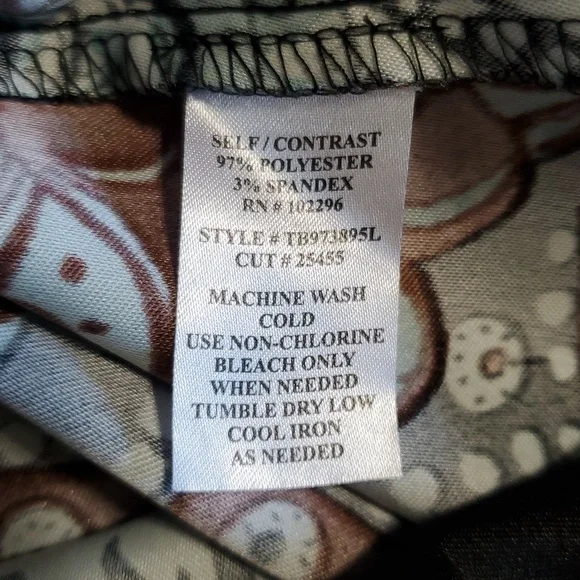 SELF / CONTRAST
97% POLYESTER
3% SPANDEX
RN # 102296
STYLE # TB973895L
CUT # 25455
MACHINE WASH
COLD
USE NON-CHLORINE
BLEACH ONLY
WHEN NEEDED
TUMBLE DRY LOW
COOL IRON
AS NEEDED